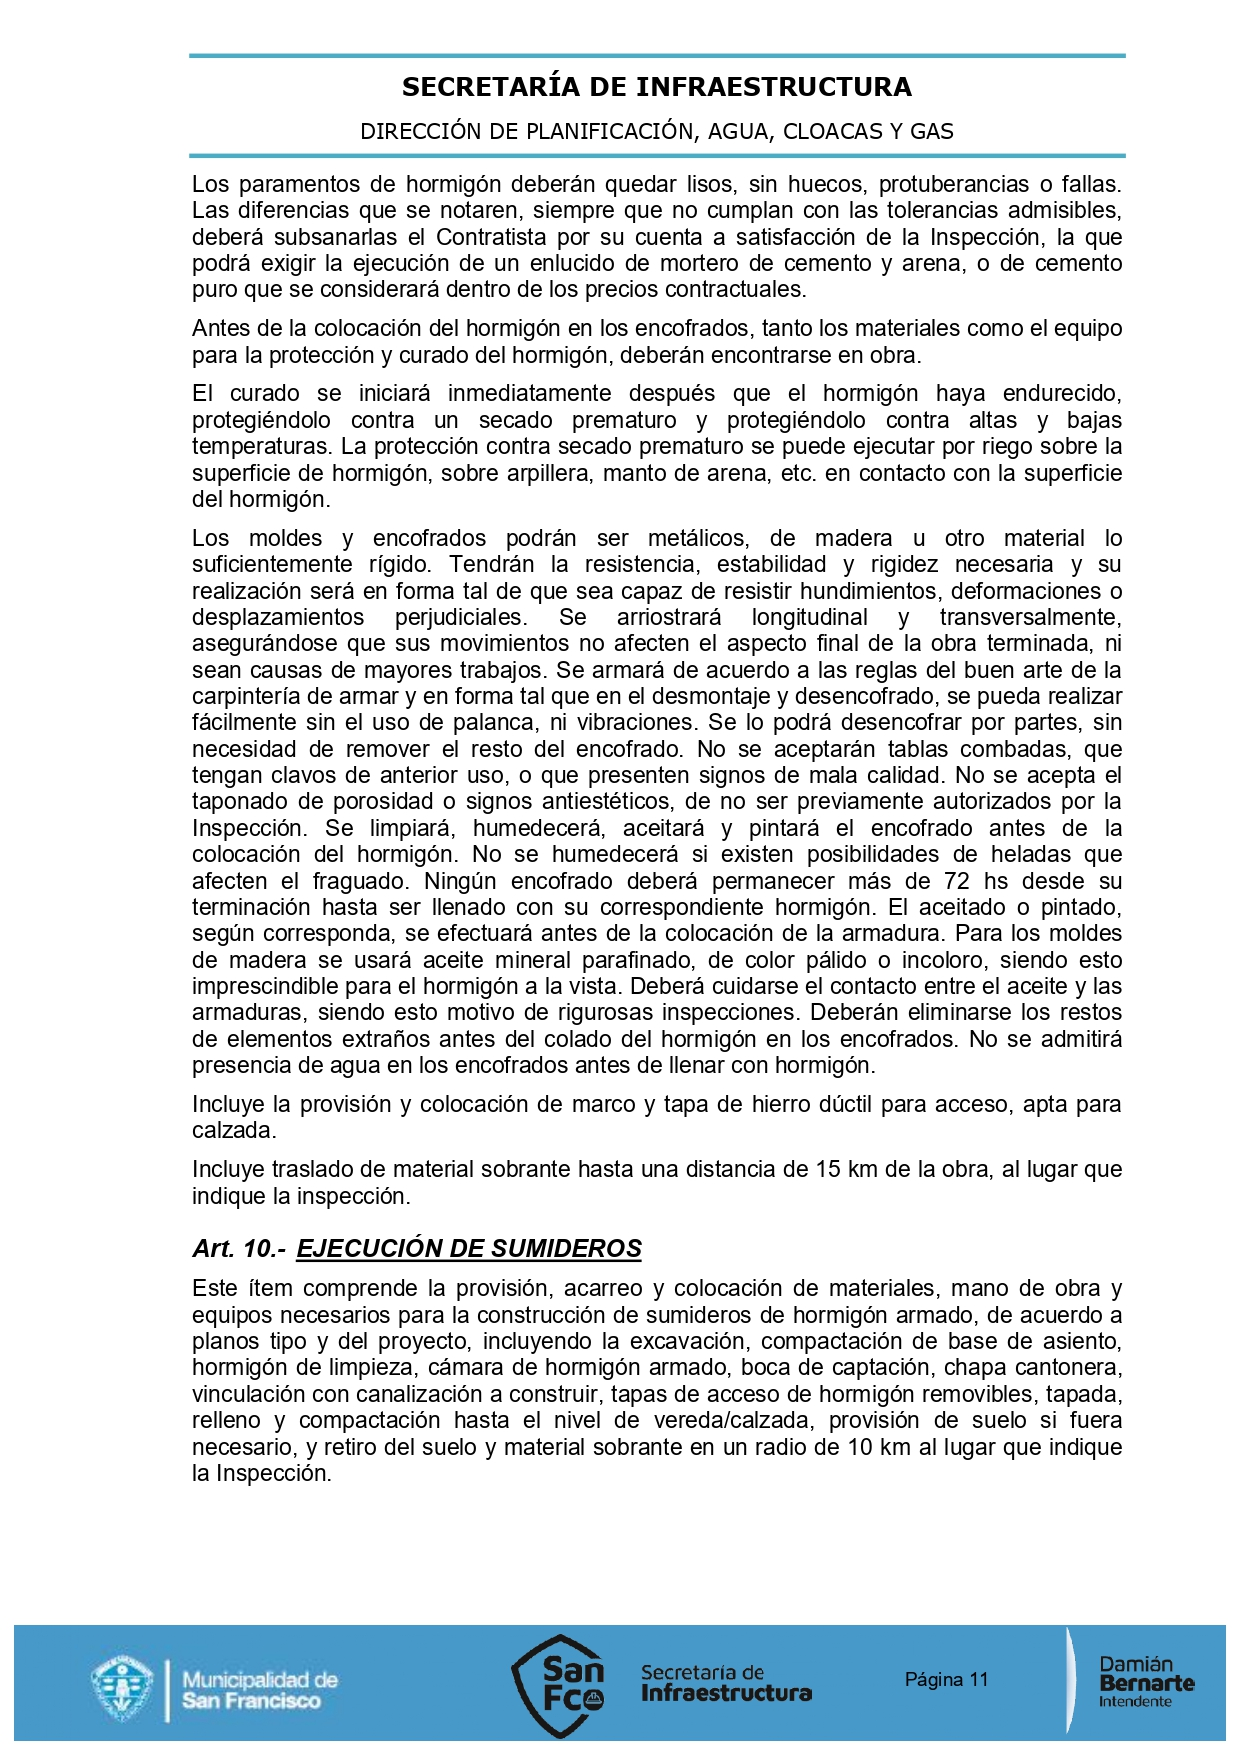 SECRETARÍA DE INFRAESTRUCTURA
DIRECCIÓN DE PLANIFICACIÓN, AGUA, CLOACAS Y GAS
Los paramentos de hormigón deberán quedar lisos, sin huecos, protuberancias o fallas.
Las diferencias que se notaren, siempre que no cumplan con las tolerancias admisibles,
deberá subsanarlas el Contratista por su cuenta a satisfacción de la Inspección, la que
podrá exigir la ejecución de un enlucido de mortero de cemento y arena, o de cemento
puro que se considerará dentro de los precios contractuales.
Antes de la colocación del hormigón en los encofrados, tanto los materiales como el equipo
para la protección y curado del hormigón, deberán encontrarse en obra.
El curado se iniciará inmediatamente después que el hormigón haya endurecido,
protegiéndolo contra un secado prematuro y protegiéndolo contra altas y bajas
temperaturas. La protección contra secado prematuro se puede ejecutar por riego sobre la
superficie de hormigón, sobre arpillera, manto de arena, etc. en contacto con la superficie
del hormigón.
Los moldes y encofrados podrán ser metálicos, de madera u otro material lo
suficientemente rígido. Tendrán la resistencia, estabilidad y rigidez necesaria y su
realización será en forma tal de que sea capaz de resistir hundimientos, deformaciones o
desplazamientos perjudiciales. Se arriostrará longitudinal y transversalmente,
asegurándose que sus movimientos no afecten el aspecto final de la obra terminada, ni
sean causas de mayores trabajos. Se armará de acuerdo a las reglas del buen arte de la
carpintería de armar y en forma tal que en el desmontaje y desencofrado, se pueda realizar
fácilmente sin el uso de palanca, ni vibraciones. Se lo podrá desencofrar por partes, sin
necesidad de remover el resto del encofrado. No se aceptarán tablas combadas, que
tengan clavos de anterior uso, o que presenten signos de mala calidad. No se acepta el
taponado de porosidad o signos antiestéticos, de no ser previamente autorizados por la
Inspección. Se limpiará, humedecerá, aceitará y pintará el encofrado antes de la
colocación del hormigón. No se humedecerá si existen posibilidades de heladas que
afecten el fraguado. Ningún encofrado deberá permanecer más de 72 hs desde su
terminación hasta ser llenado con su correspondiente hormigón. El aceitado o pintado,
según corresponda, se efectuará antes de la colocación de la armadura. Para los moldes
de madera se usará aceite mineral parafinado, de color pálido o incoloro, siendo esto
imprescindible para el hormigón a la vista. Deberá cuidarse el contacto entre el aceite y las
armaduras, siendo esto motivo de rigurosas inspecciones. Deberán eliminarse los restos
de elementos extraños antes del colado del hormigón en los encofrados. No se admitirá
presencia de agua en los encofrados antes de llenar con hormigón.
Incluye la provisión y colocación de marco y tapa de hierro dúctil para acceso, apta para
calzada.
Incluye traslado de material sobrante hasta una distancia de 15 km de la obra, al lugar que
indique la inspección.
Art. 10.- EJECUCIÓN DE SUMIDEROS
Este ítem comprende la provisión, acarreo y colocación de materiales, mano de obra y
equipos necesarios para la construcción de sumideros de hormigón armado, de acuerdo a
planos tipo y del proyecto, incluyendo la excavación, compactación de base de asiento,
hormigón de limpieza, cámara de hormigón armado, boca de captación, chapa cantonera,
vinculación con canalización a construir, tapas de acceso de hormigón removibles, tapada,
relleno y compactación hasta el nivel de vereda/calzada, provisión de suelo si fuera
necesario, y retiro del suelo y material sobrante en un radio de 10 km al lugar que indique
la Inspección.
Municipalidad de
San Francisco
San
Fco
Secretaría de
Infraestructura
Página 11
Damián
Bernarte
Intendente